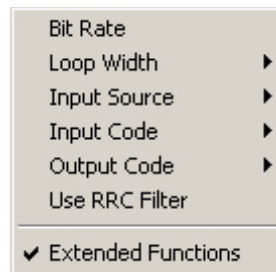 Bit Rate
Loop Width
Input Source
Input Code
Output Code
Use RRC Filter
Extended Functions